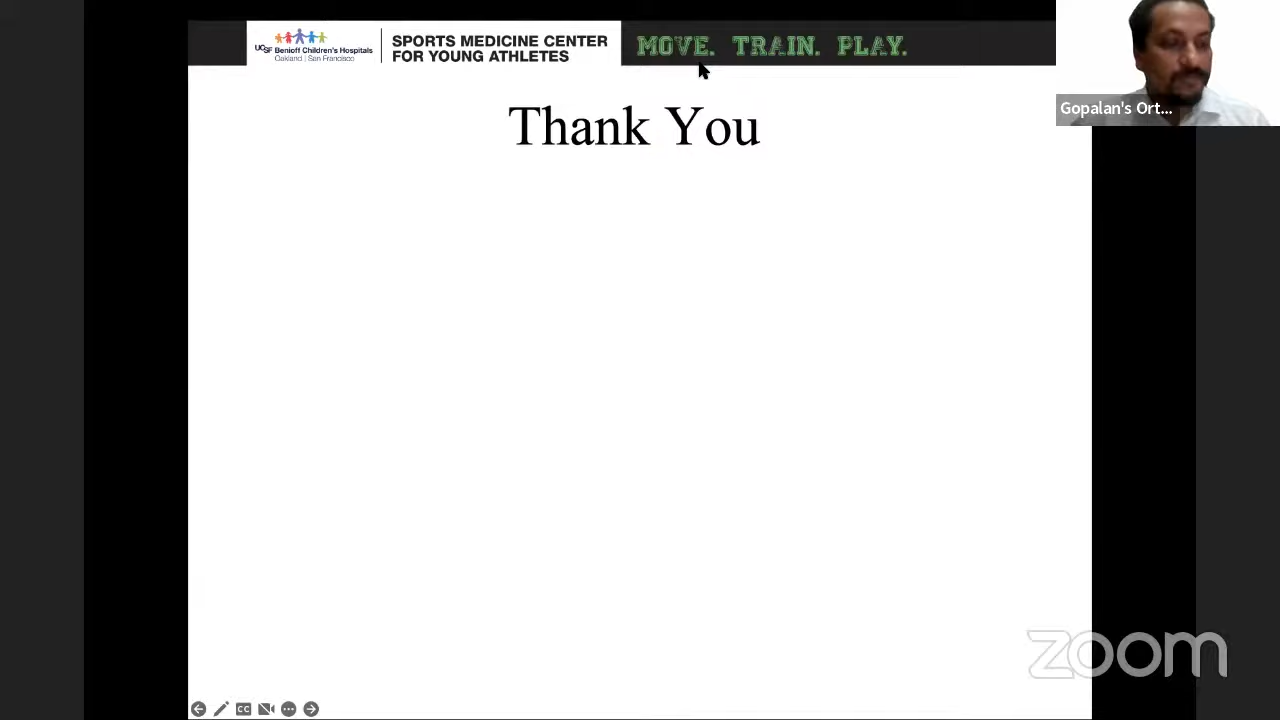 UCSF Benioff Children's Hospitals
Oakland | San Francisco
SPORTS MEDICINE CENTER
FOR YOUNG ATHLETES
MOVE. TRAIN. PLAY.
Gopalan's Ort...
Thank You
CC
zoom